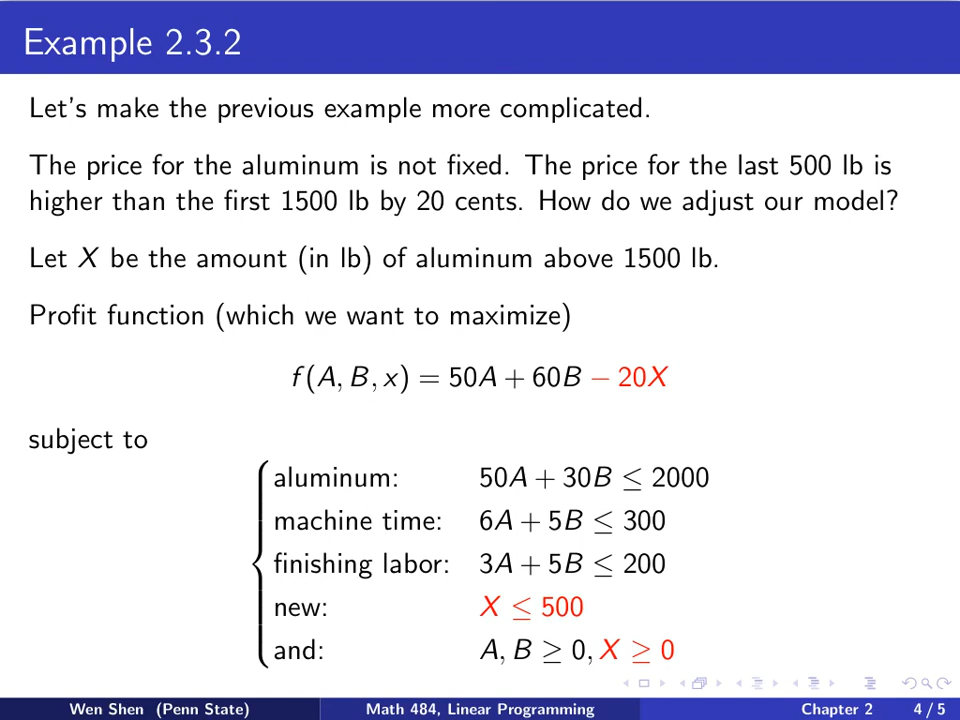 Example 2.3.2
Let's make the previous example more complicated.
The price for the aluminum is not fixed. The price for the last 500 lb is
higher than the first 1500 lb by 20 cents. How do we adjust our model?
Let X be the amount (in lb) of aluminum above 1500 lb.
Profit function (which we want to maximize)
f(A, B, x) = 50A + 60B − 20X
subject to
aluminum: 50A + 30B ≤ 2000
machine time: 6A + 5B ≤ 300
finishing labor: 3A + 5B ≤ 200
new: X ≤ 500
and: A, B ≥ 0, X ≥ 0
Wen Shen (Penn State) Math 484, Linear Programming Chapter 2 4 / 5